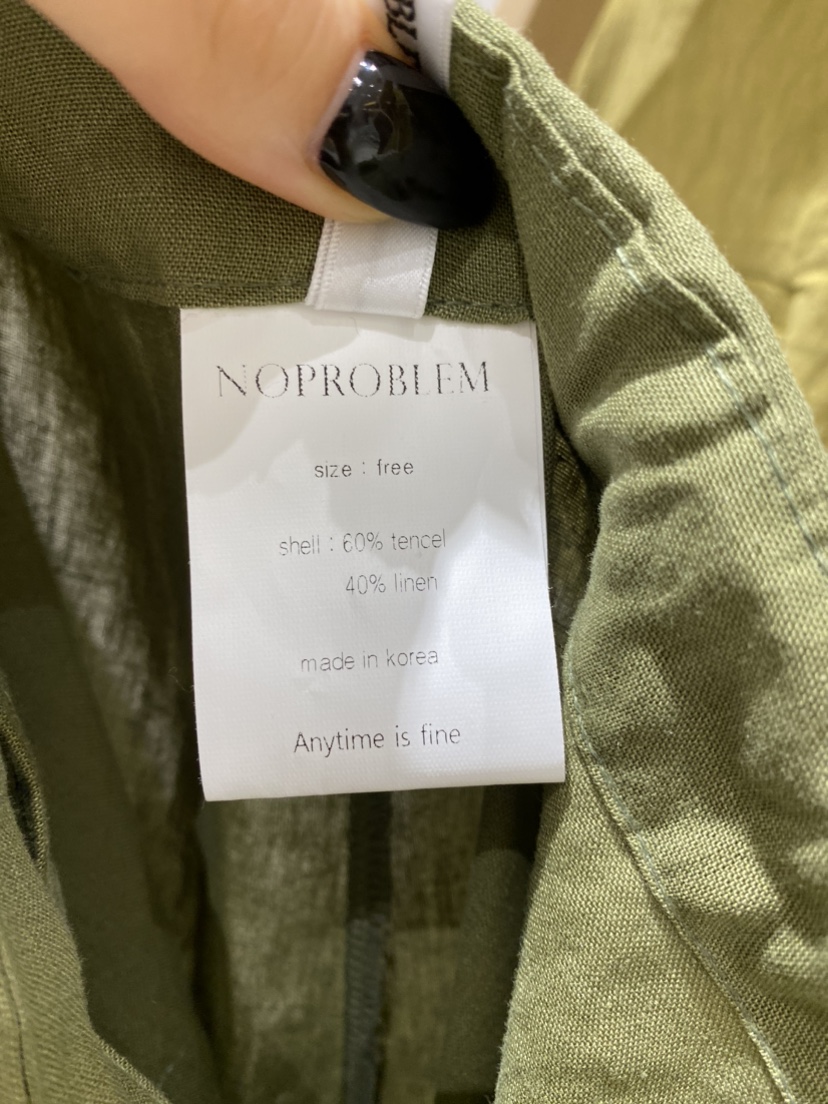 NOPROBLEM
size : free
shell : 60% tencel
40% linen
made in korea
Anytime is fine